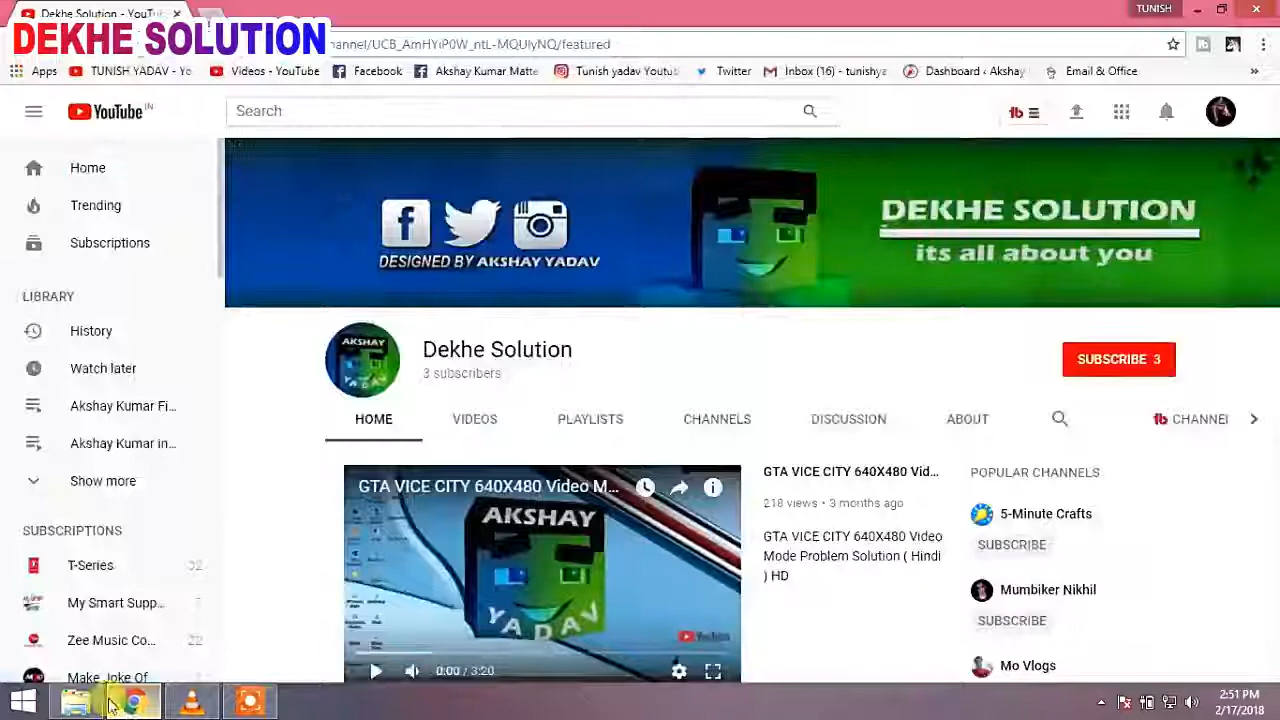 Dekhe Solution - YouTube
TUNISH
DEKHE SOLUTION
/featured
Apps
TUNISH YADAV - Yo
Videos - YouTube
Facebook
Akshay Kumar Matte
Tunish yadav Youtub
Twitter
Inbox (16) - tunishya
Dashboard ‹ Akshay
Email & Office
YouTube IN
Search
Home
Trending
Subscriptions
LIBRARY
History
Watch later
Akshay Kumar Fi...
Akshay Kumar in...
Show more
SUBSCRIPTIONS
T-Series
My Smart Supp...
Zee Music Co...
Make Joke Of
DESIGNED BY AKSHAY YADAV
DEKHE SOLUTION
its all about you
AKSHAY
YADAV
Dekhe Solution
3 subscribers
SUBSCRIBE 3
HOME
VIDEOS
PLAYLISTS
CHANNELS
DISCUSSION
ABOUT
CHANNEL
GTA VICE CITY 640X480 Video M...
AKSHAY
YADAV
YouTube
0:00 / 3:20
GTA VICE CITY 640X480 Vid...
218 views • 3 months ago
GTA VICE CITY 640X480 Video
Mode Problem Solution ( Hindi
) HD
POPULAR CHANNELS
5-Minute Crafts
SUBSCRIBE
Mumbiker Nikhil
SUBSCRIBE
Mo Vlogs
2:51 PM
2/17/2018